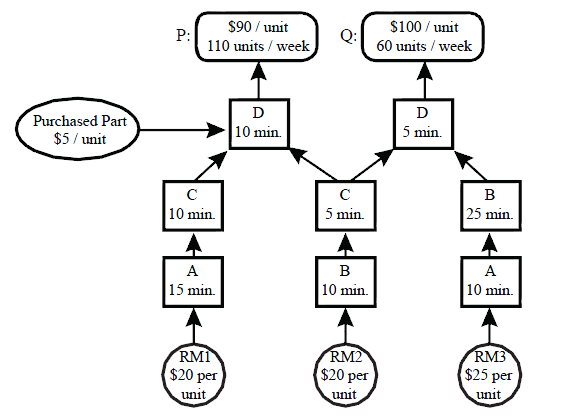 P:
$90 / unit
110 units / week
Q:
$100 / unit
60 units / week
Purchased Part
$5 / unit
D
10 min.
D
5 min.
C
10 min.
C
5 min.
B
25 min.
A
15 min.
B
10 min.
A
10 min.
RM1
$20 per
unit
RM2
$20 per
unit
RM3
$25 per
unit